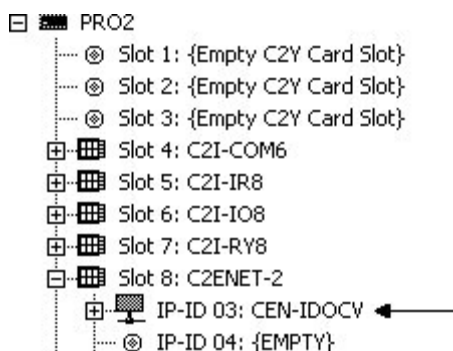 PRO2
Slot 1: {Empty C2Y Card Slot}
Slot 2: {Empty C2Y Card Slot}
Slot 3: {Empty C2Y Card Slot}
Slot 4: C2I-COM6
Slot 5: C2I-IR8
Slot 6: C2I-IO8
Slot 7: C2I-RY8
Slot 8: C2ENET-2
IP-ID 03: CEN-IDOCV
IP-ID 04: {EMPTY}